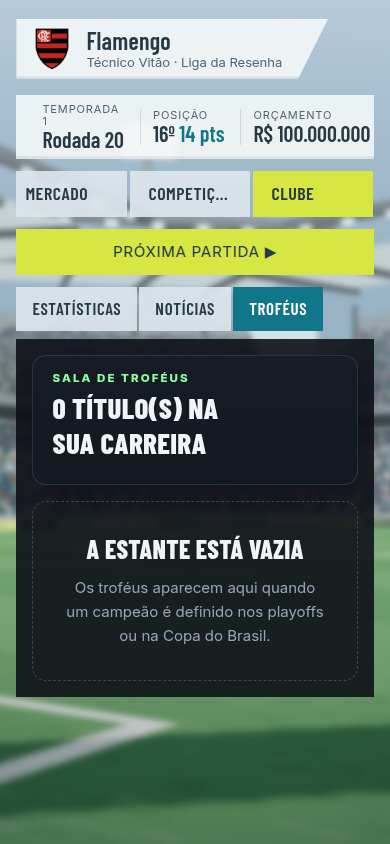 Flamengo
Técnico Vitão · Liga da Resenha
TEMPORADA
1
Rodada 20
POSIÇÃO
16º 14 pts
ORÇAMENTO
R$ 100.000.000
MERCADO
COMPETIÇ...
CLUBE
PRÓXIMA PARTIDA ▶
ESTATÍSTICAS
NOTÍCIAS
TROFÉUS
SALA DE TROFÉUS
0 TÍTULO(S) NA
SUA CARREIRA
A ESTANTE ESTÁ VAZIA
Os troféus aparecem aqui quando
um campeão é definido nos playoffs
ou na Copa do Brasil.